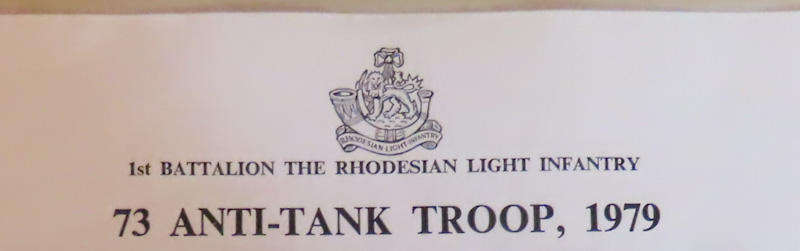 RHODESIAN LIGHT INFANTRY
1st BATTALION THE RHODESIAN LIGHT INFANTRY
73 ANTI-TANK TROOP, 1979